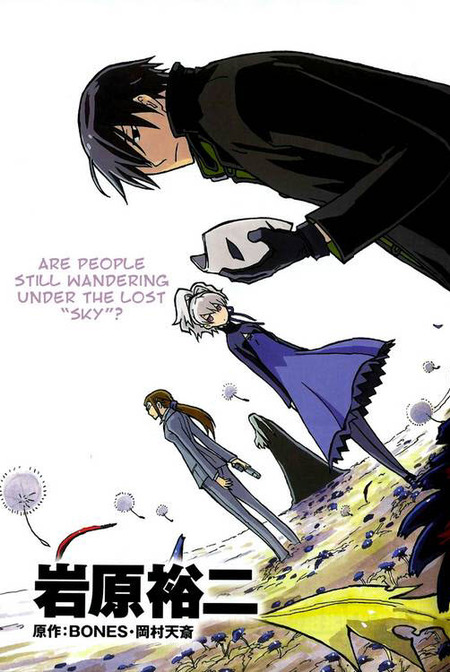 ARE PEOPLE
STILL WANDERING
UNDER THE LOST
"SKY"?
岩原裕二
原作:BONES・岡村天斎